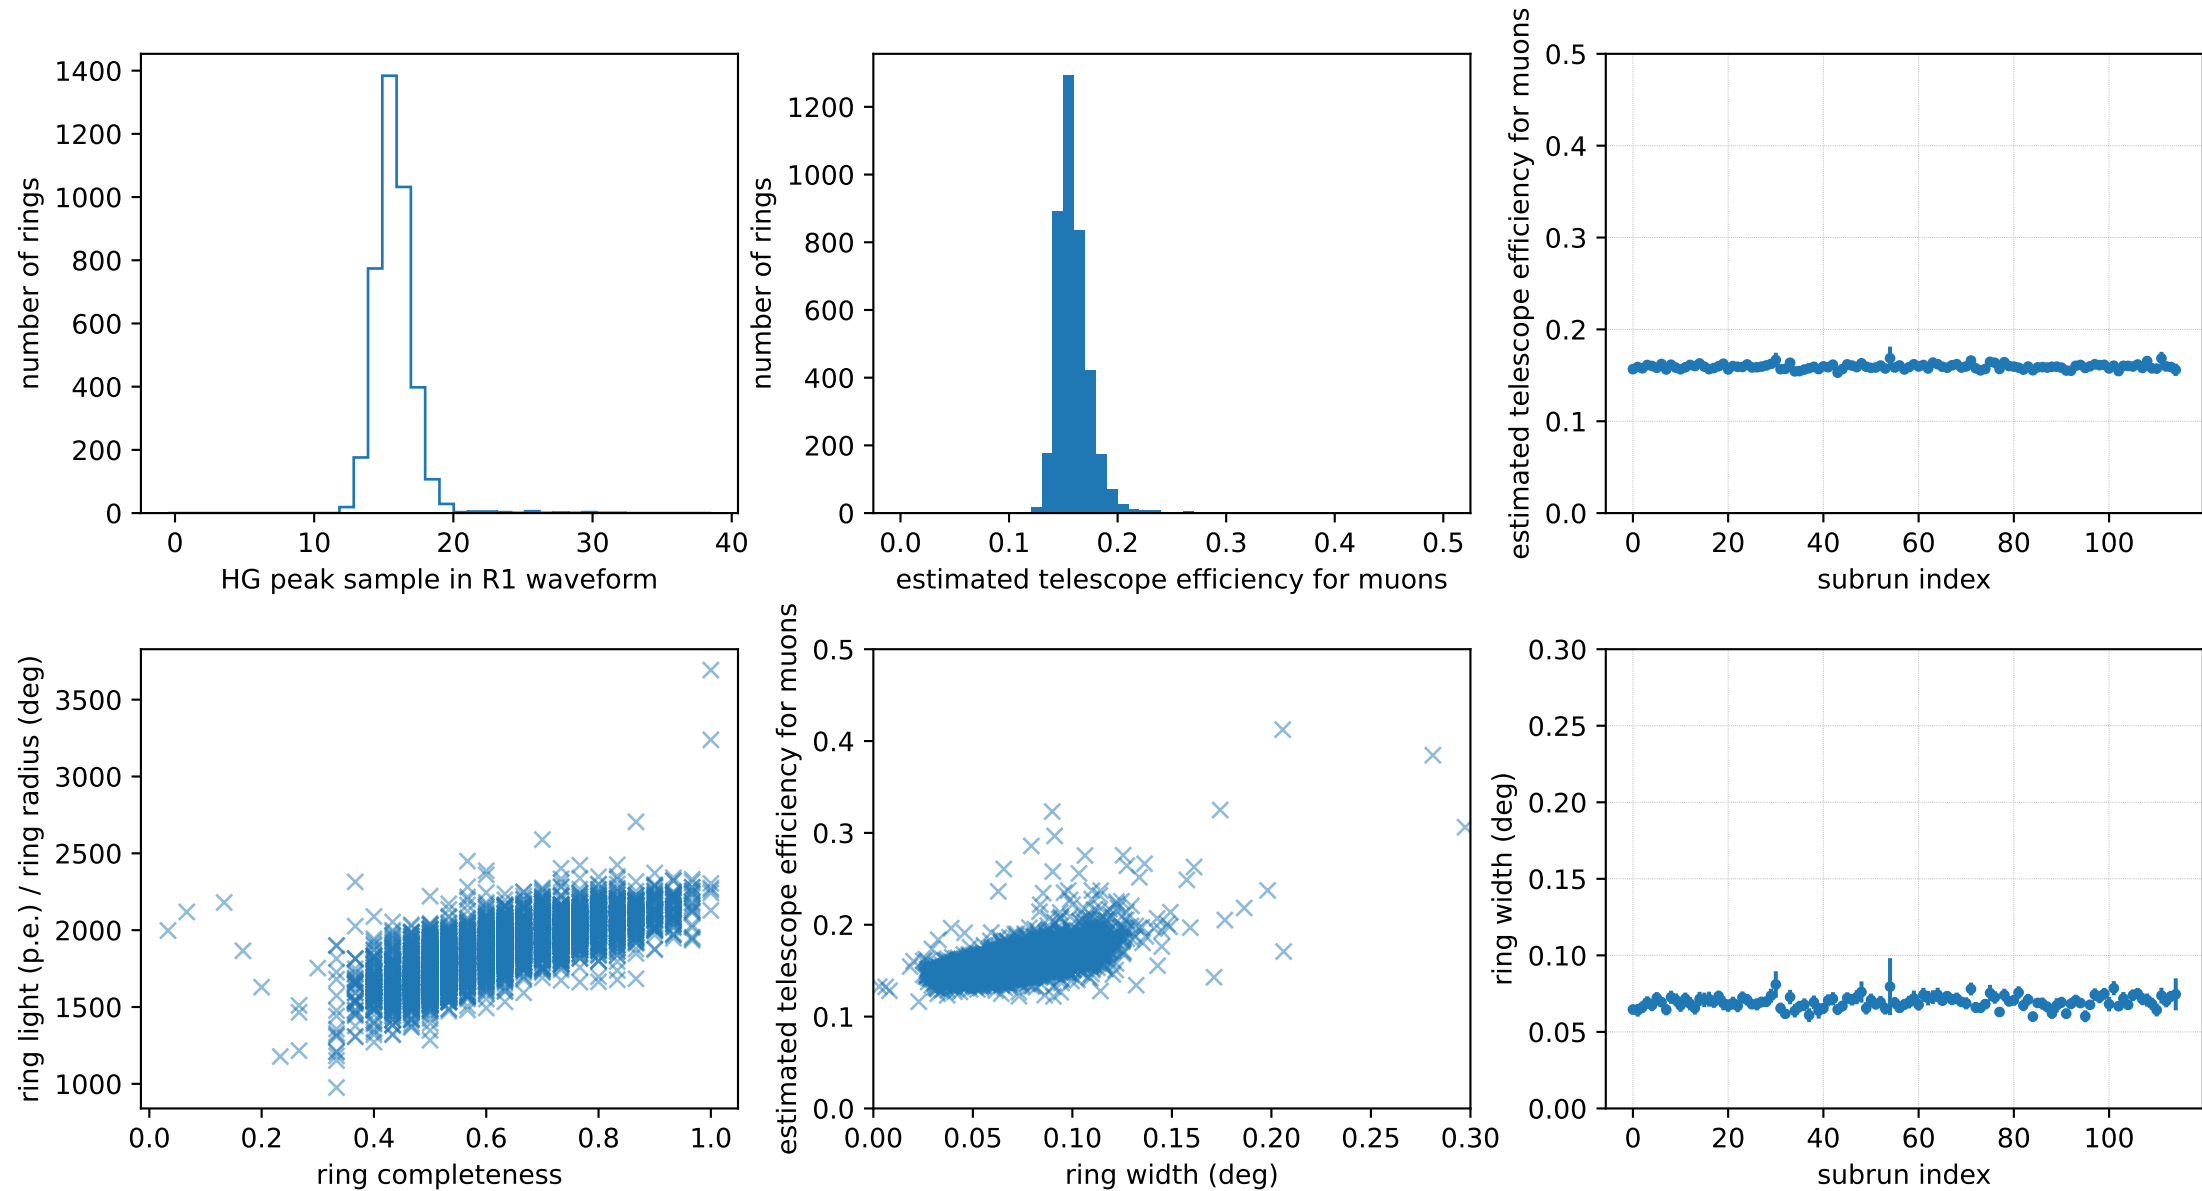 number of rings
1400
1200
1000
800
600
400
200
0
0 10 20 30 40
HG peak sample in R1 waveform
number of rings
1200
1000
800
600
400
200
0
0.0 0.1 0.2 0.3 0.4 0.5
estimated telescope efficiency for muons
estimated telescope efficiency for muons
0.5
0.4
0.3
0.2
0.1
0.0
0 20 40 60 80 100
subrun index
ring light (p.e.) / ring radius (deg)
3500
3000
2500
2000
1500
1000
0.0 0.2 0.4 0.6 0.8 1.0
ring completeness
estimated telescope efficiency for muons
0.5
0.4
0.3
0.2
0.1
0.0
0.00 0.05 0.10 0.15 0.20 0.25 0.30
ring width (deg)
ring width (deg)
0.30
0.25
0.20
0.15
0.10
0.05
0.00
0 20 40 60 80 100
subrun index